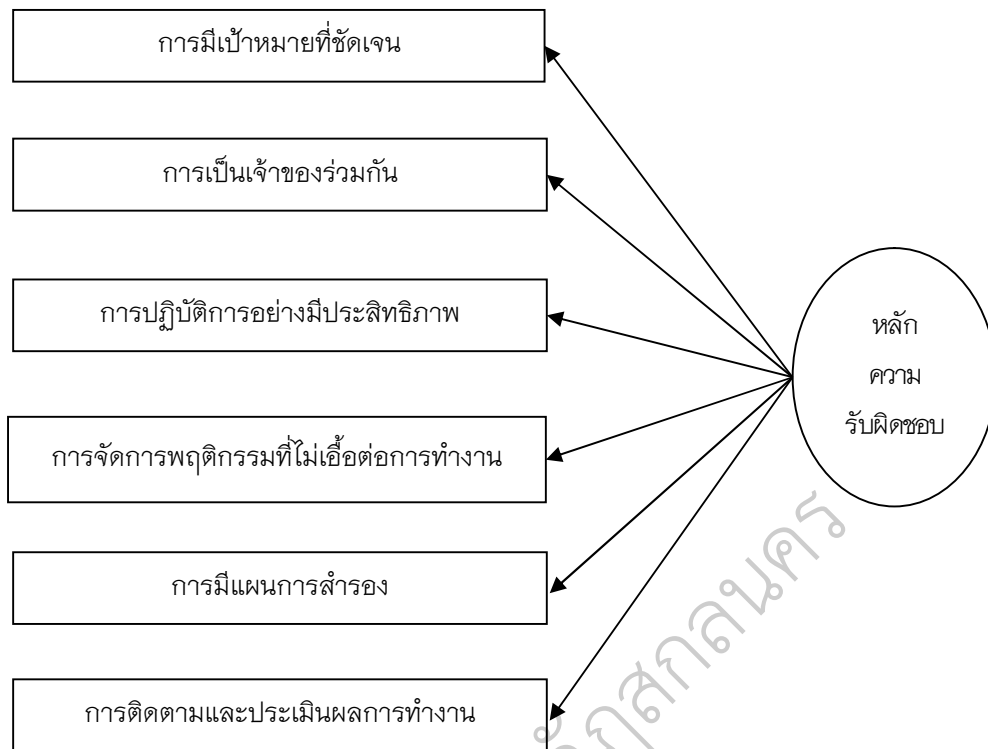 การมีเป้าหมายที่ชัดเจน
การเป็นเจ้าของร่วมกัน
การปฏิบัติการอย่างมีประสิทธิภาพ
หลัก
ความ
รับผิดชอบ
การจัดการพฤติกรรมที่ไม่เอื้อต่อการทำงาน
การมีแผนการสำรอง
การติดตามและประเมินผลการทำงาน